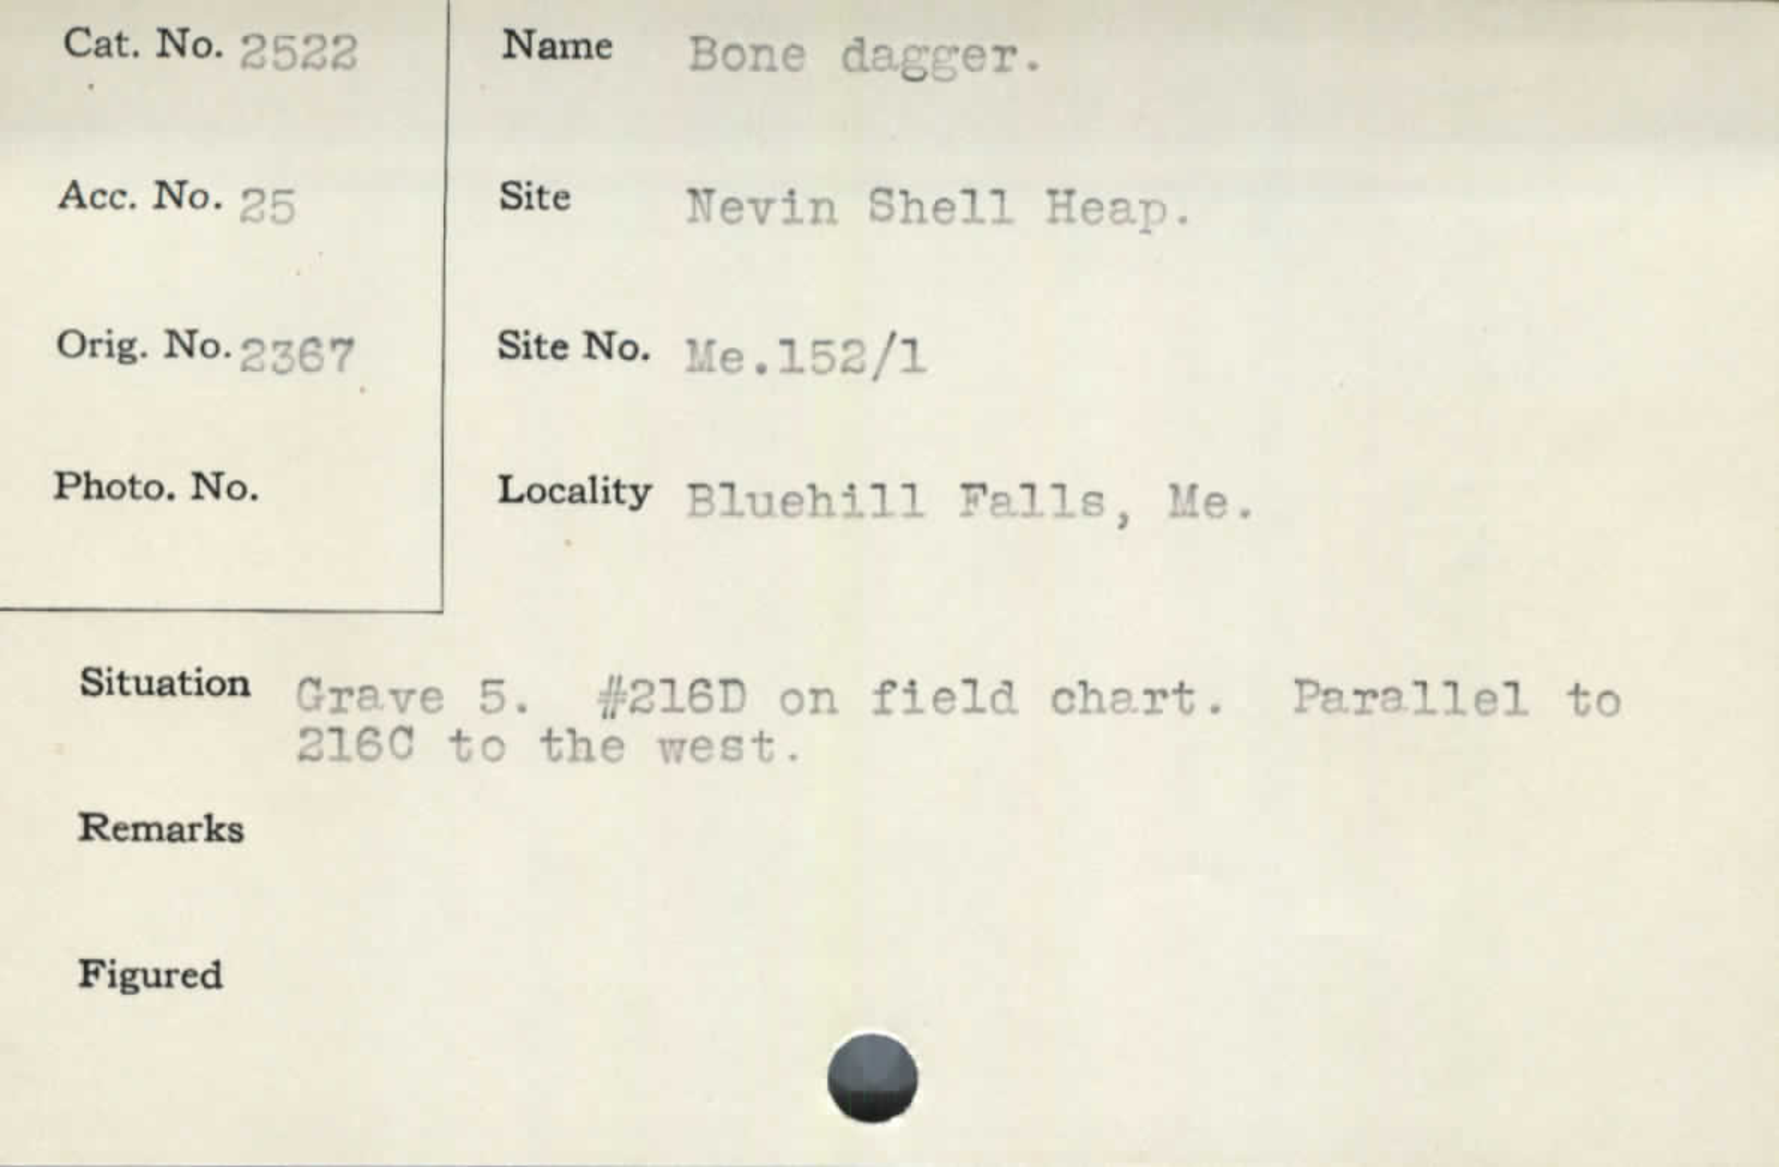 Cat. No. 2522
Name Bone dagger.
Acc. No. 25
Site Nevin Shell Heap.
Orig. No. 2367
Site No. Me.152/1
Photo. No.
Locality Bluehill Falls, Me.
Situation Grave 5. #216D on field chart. Parallel to
216C to the west.
Remarks
Figured